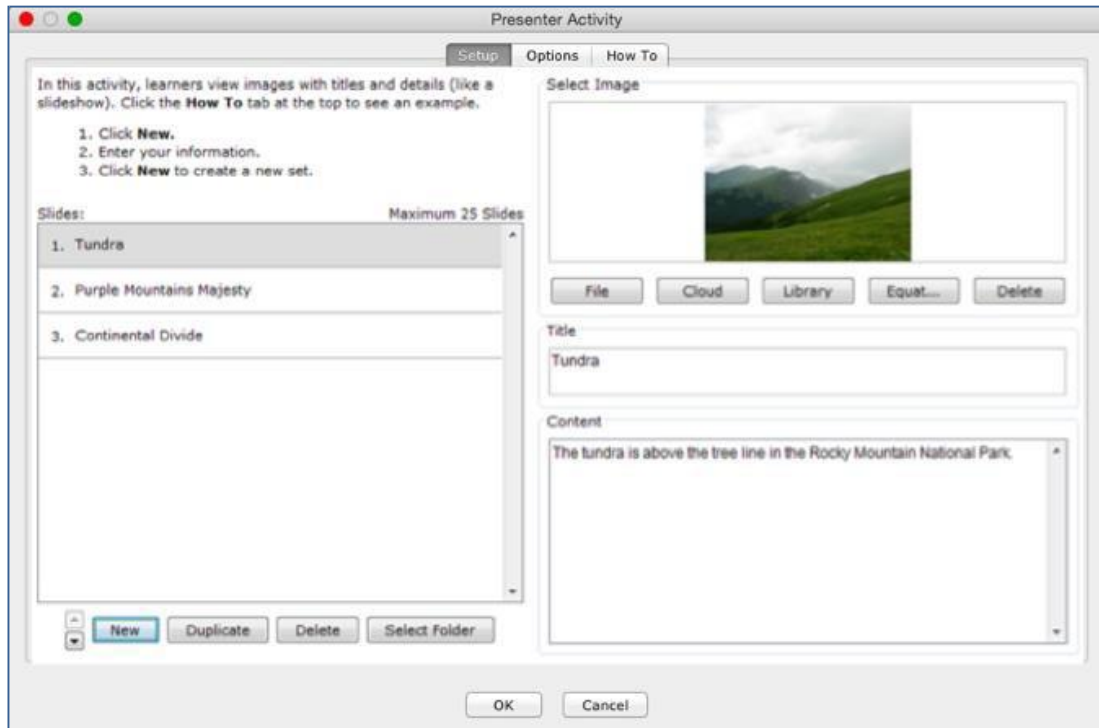 Presenter Activity
Setup Options How To
In this activity, learners view images with titles and details (like a
slideshow). Click the How To tab at the top to see an example.
1. Click New.
2. Enter your information.
3. Click New to create a new set.
Slides: Maximum 25 Slides
1. Tundra
2. Purple Mountains Majesty
3. Continental Divide
New Duplicate Delete Select Folder
Select Image
File Cloud Library Equat... Delete
Title
Tundra
Content
The tundra is above the tree line in the Rocky Mountain National Park.
OK Cancel